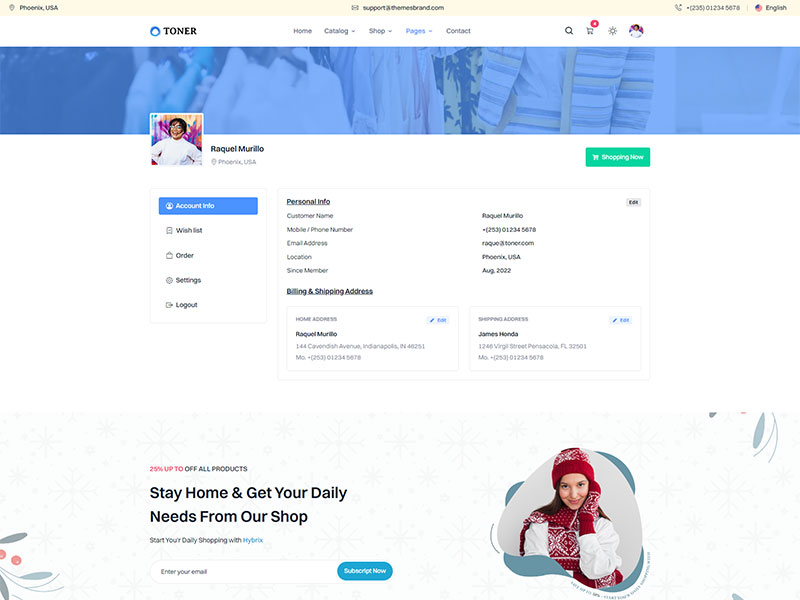 Phoenix, USA
support@themesbrand.com
+(235) 01234 5678
English
TONER
Home
Catalog
Shop
Pages
Contact
Raquel Murillo
Phoenix, USA
Shopping Now
Account Info
Wish list
Order
Settings
Logout
Personal Info
Edit
Customer Name
Raquel Murillo
Mobile / Phone Number
+(253) 01234 5678
Email Address
raque@toner.com
Location
Phoenix, USA
Since Member
Aug, 2022
Billing & Shipping Address
HOME ADDRESS
Edit
Raquel Murillo
144 Cavendish Avenue, Indianapolis, IN 46251
Mo. +(253) 01234 5678
SHIPPING ADDRESS
Edit
James Honda
1246 Virgil Street Pensacola, FL 32501
Mo. +(253) 01234 5678
25% UP TO OFF ALL PRODUCTS
Stay Home & Get Your Daily
Needs From Our Shop
Start You'r Daily Shopping with Hybrix
Enter your email
Subscript Now